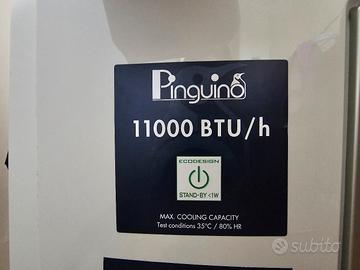 Pinguino
11000 BTU/h
ECODESIGN
STAND-BY <1W
MAX. COOLING CAPACITY
Test conditions 35°C / 80% HR
subito